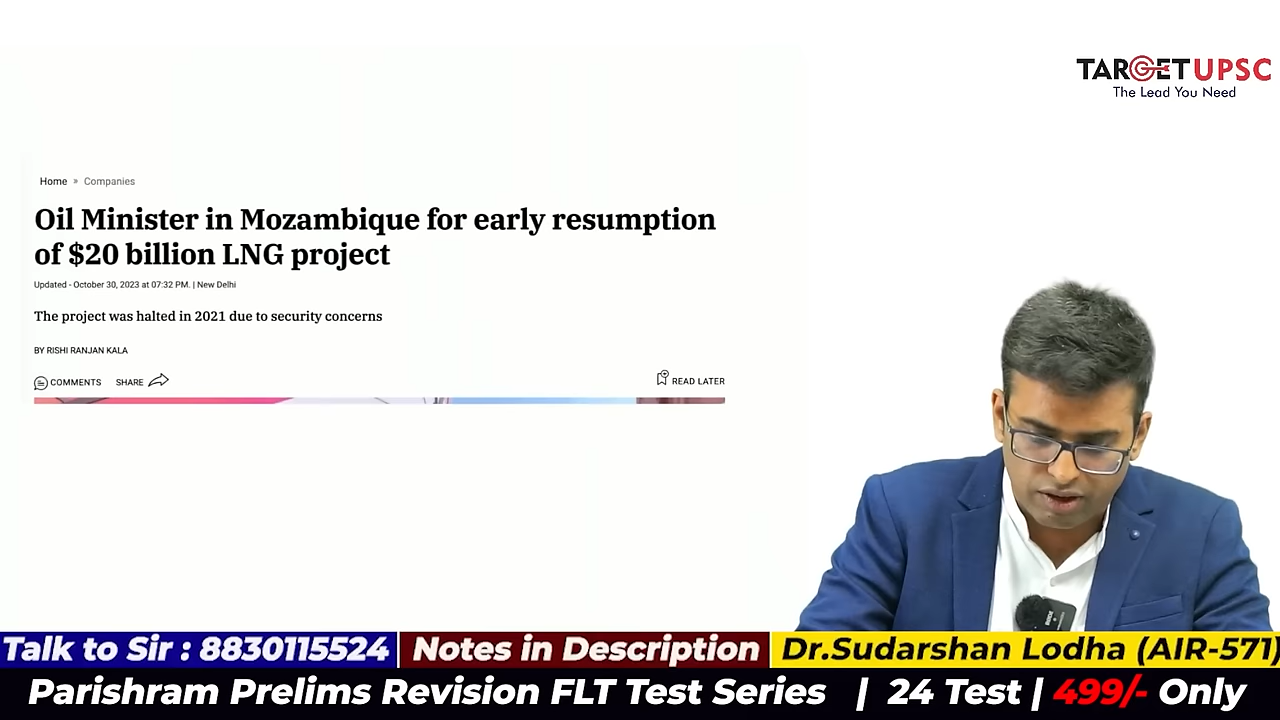 TARGETUPSC
The Lead You Need
Home » Companies
Oil Minister in Mozambique for early resumption
of $20 billion LNG project
Updated - October 30, 2023 at 07:32 PM. | New Delhi
The project was halted in 2021 due to security concerns
BY RISHI RANJAN KALA
COMMENTS SHARE READ LATER
Talk to Sir : 8830115524 Notes in Description Dr.Sudarshan Lodha (AIR-571)
Parishram Prelims Revision FLT Test Series | 24 Test | 499/- Only